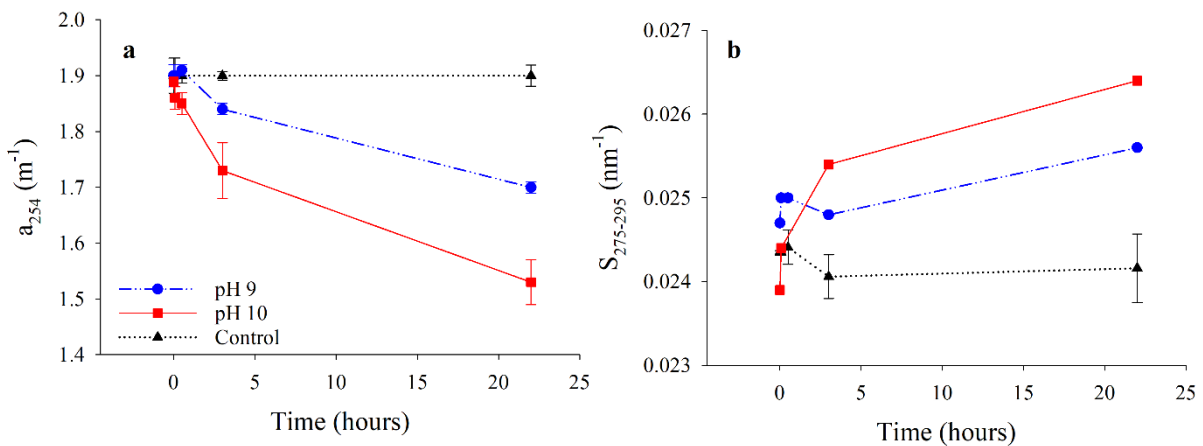 a
2.0
1.9
1.8
1.7
1.6
1.5
1.4
a254 (m-1)
pH 9
pH 10
Control
0 5 10 15 20 25
Time (hours)
b
0.027
0.026
0.025
0.024
0.023
S275-295 (nm-1)
0 5 10 15 20 25
Time (hours)